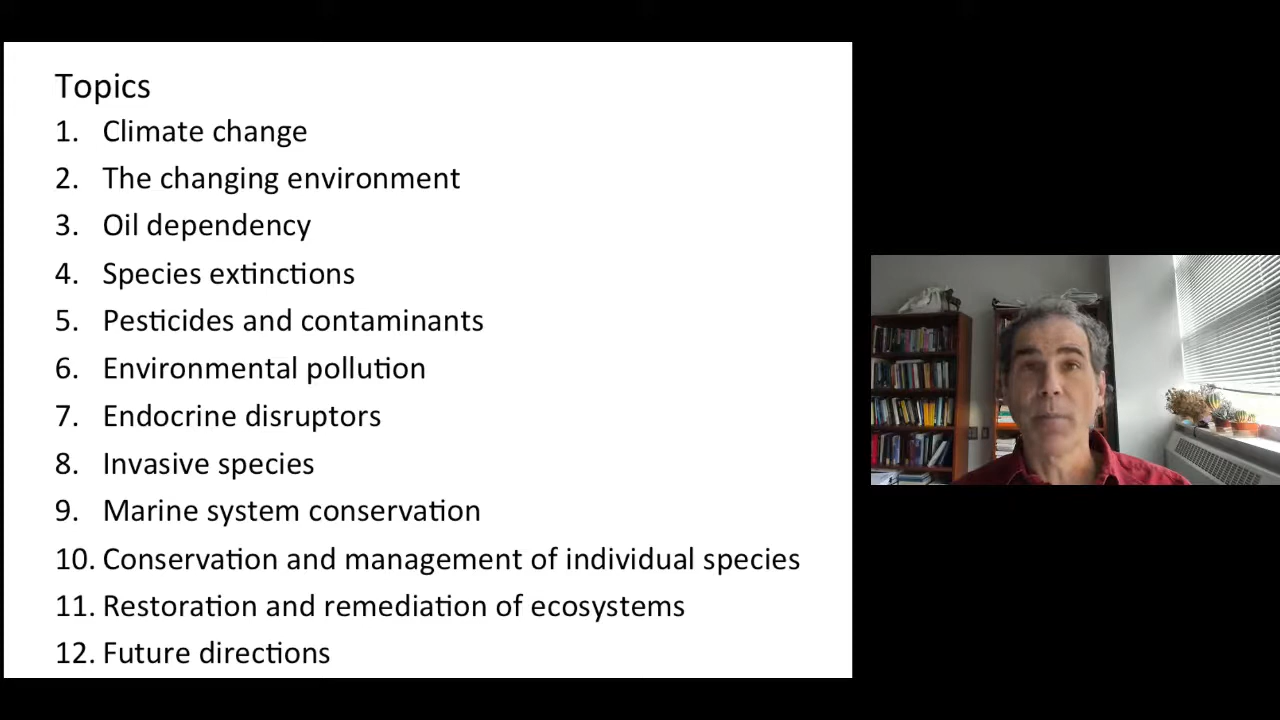 Topics
1. Climate change
2. The changing environment
3. Oil dependency
4. Species extinctions
5. Pesticides and contaminants
6. Environmental pollution
7. Endocrine disruptors
8. Invasive species
9. Marine system conservation
10. Conservation and management of individual species
11. Restoration and remediation of ecosystems
12. Future directions